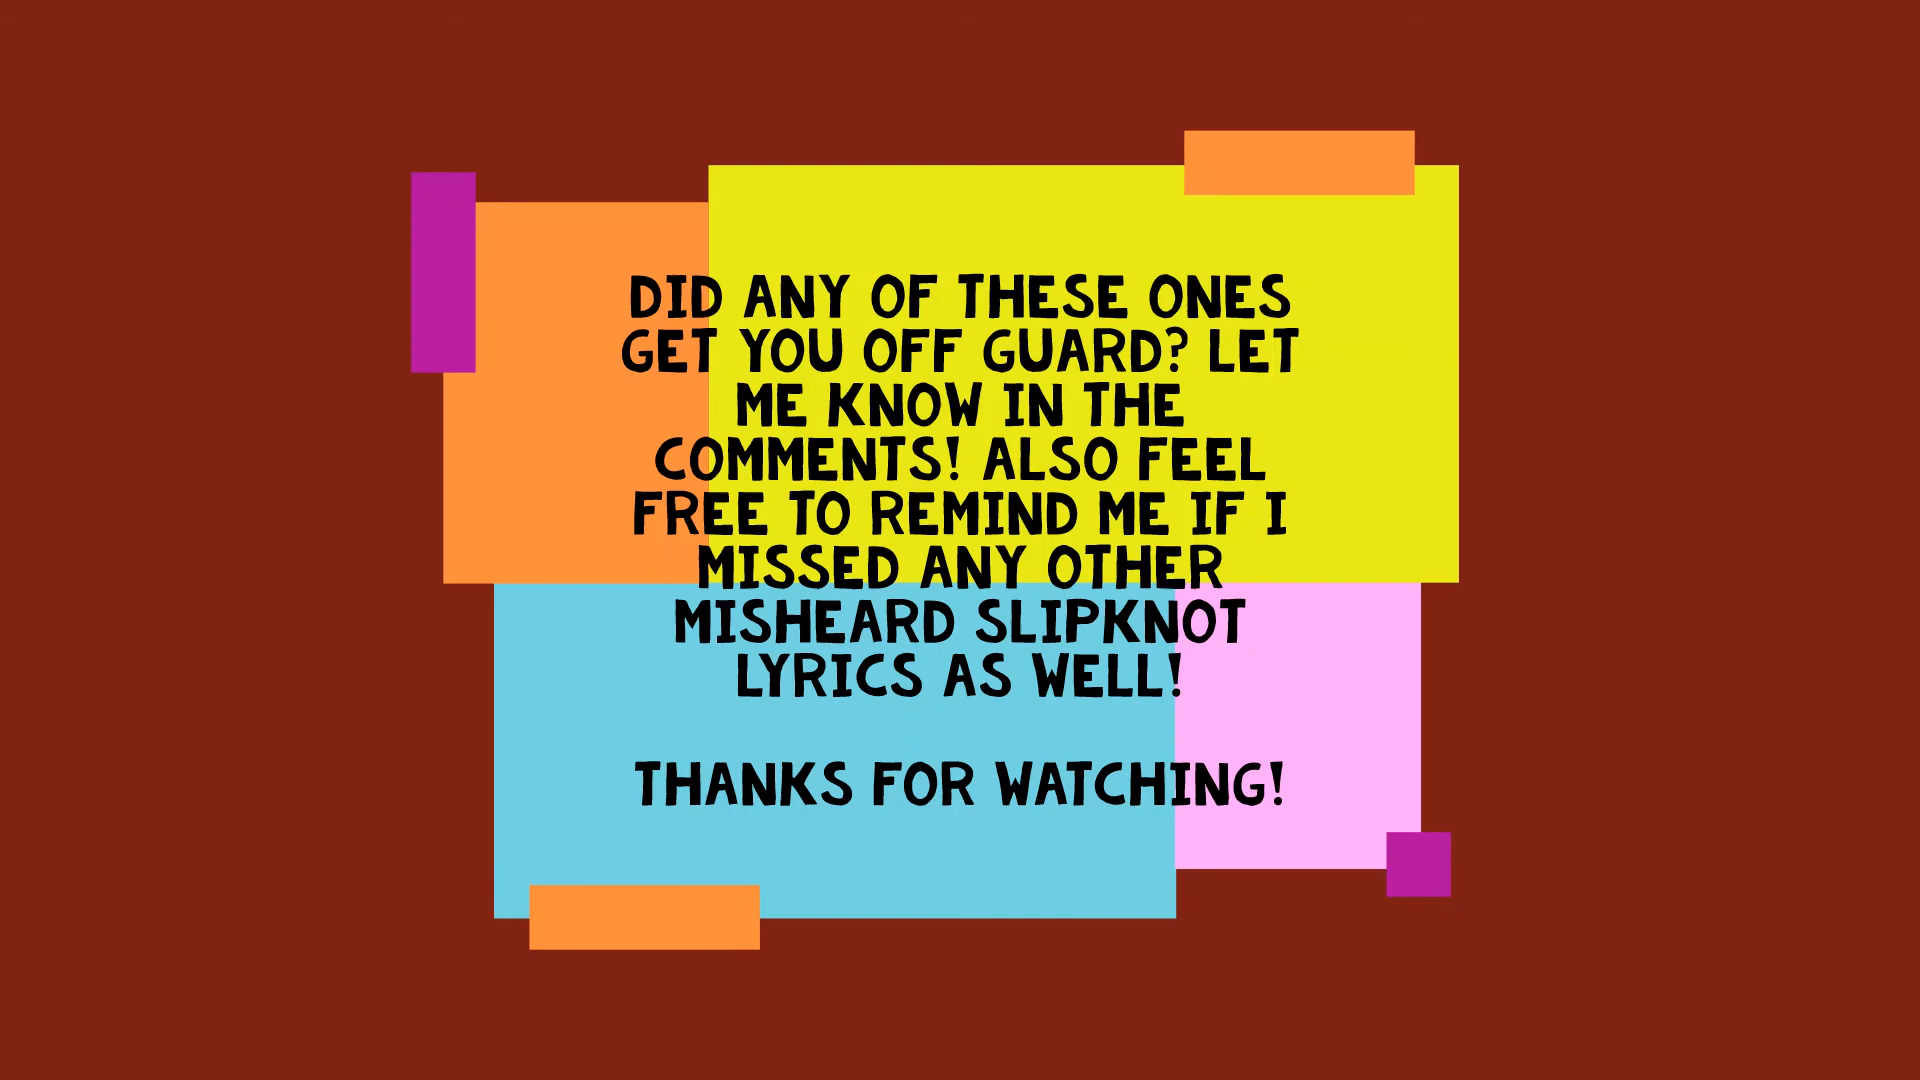 DID ANY OF THESE ONES
GET YOU OFF GUARD? LET
ME KNOW IN THE
COMMENTS! ALSO FEEL
FREE TO REMIND ME IF I
MISSED ANY OTHER
MISHEARD SLIPKNOT
LYRICS AS WELL!
THANKS FOR WATCHING!